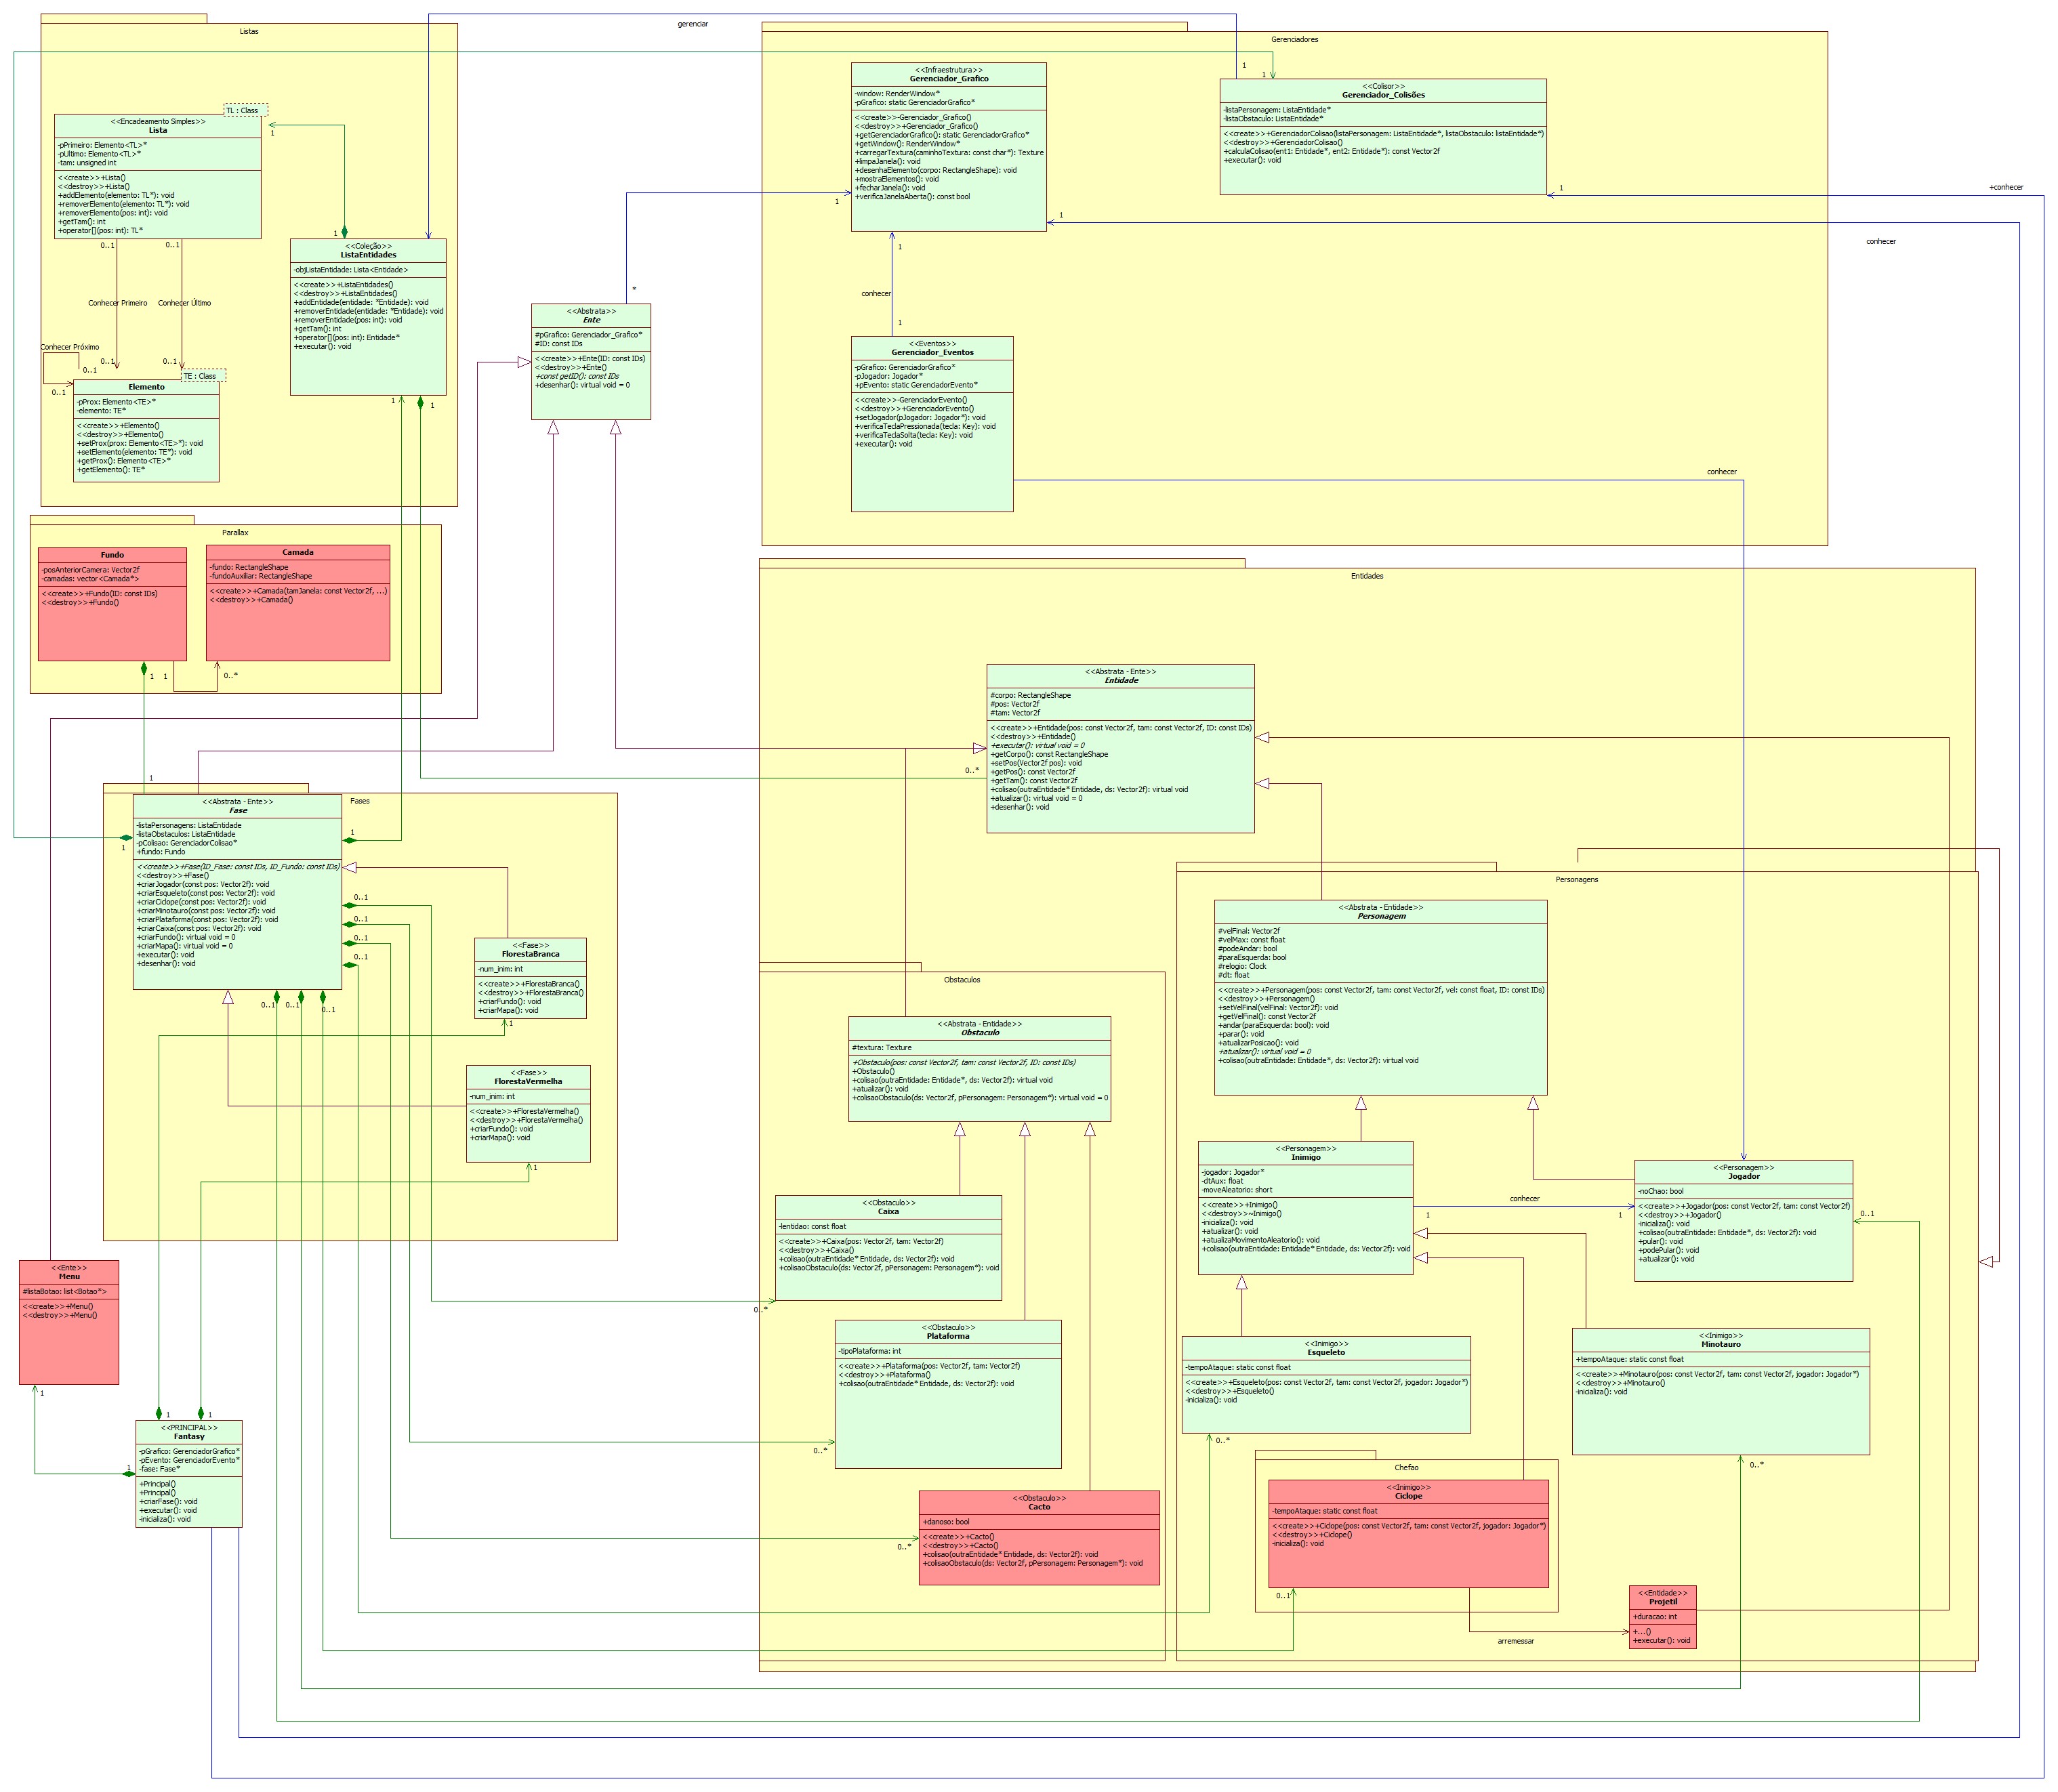 gerenciar
Listas
TL : Class
<<Encadeamento Simples>>
Lista
-pPrimeiro: Elemento<TL>*
-pUltimo: Elemento<TL>*
-tam: unsigned int
<<create>>+Lista()
<<destroy>>+Lista()
+addElemento(elemento: TL*): void
+removerElemento(elemento: TL*): void
+removerElemento(pos: int): void
+getTam(): int
+operator[](pos: int): TL*
1
1
0..1
0..1
Conhecer Primeiro
Conhecer Último
0..1
0..1
Conhecer Próximo
0..1
0..1
TE : Class
Elemento
-pProx: Elemento<TE>*
-elemento: TE*
<<create>>+Elemento()
<<destroy>>+Elemento()
+setProx(prox: Elemento<TE>*): void
+setElemento(elemento: TE*): void
+getProx(): Elemento<TE>*
+getElemento(): TE*
<<Coleção>>
ListaEntidades
-objListaEntidade: Lista<Entidade>
<<create>>+ListaEntidades()
<<destroy>>+ListaEntidades()
+addEntidade(entidade: *Entidade): void
+removerEntidade(entidade: *Entidade): void
+removerEntidade(pos: int): void
+getTam(): int
+operator[](pos: int): Entidade*
+executar(): void
1
1
*
<<Abstrata>>
Ente
#pGrafico: Gerenciador_Grafico*
#ID: const IDs
<<create>>+Ente(ID: const IDs)
<<destroy>>+Ente()
+const getID(): const IDs
+desenhar(): virtual void = 0
Gerenciadores
<<Infraestrutura>>
Gerenciador_Grafico
-window: RenderWindow*
-pGrafico: static GerenciadorGrafico*
<<create>>-Gerenciador_Grafico()
<<destroy>>+Gerenciador_Grafico()
+getGerenciadorGrafico(): static GerenciadorGrafico*
+getWindow(): RenderWindow*
+carregarTextura(caminhoTextura: const char*): Texture
+limpaJanela(): void
+desenhaElemento(corpo: RectangleShape): void
+mostraElementos(): void
+fecharJanela(): void
+verificaJanelaAberta(): const bool
1
1
1
1
1
<<Colisor>>
Gerenciador_Colisões
-listaPersonagem: ListaEntidade*
-listaObstaculo: ListaEntidade*
<<create>>+GerenciadorColisao(listaPersonagem: ListaEntidade*, listaObstaculo: listaEntidade*)
<<destroy>>+GerenciadorColisao()
+calculaColisao(ent1: Entidade*, ent2: Entidade*): const Vector2f
+executar(): void
1
+conhecer
conhecer
conhecer
1
<<Eventos>>
Gerenciador_Eventos
-pGrafico: GerenciadorGrafico*
-pJogador: Jogador*
+pEvento: static GerenciadorEvento*
<<create>>-GerenciadorEvento()
<<destroy>>+GerenciadorEvento()
+setJogador(pJogador: Jogador*): void
+verificaTeclaPressionada(tecla: Key): void
+verificaTeclaSolta(tecla: Key): void
+executar(): void
conhecer
Parallax
Fundo
-posAnteriorCamera: Vector2f
-camadas: vector<Camada*>
<<create>>+Fundo(ID: const IDs)
<<destroy>>+Fundo()
Camada
-fundo: RectangleShape
-fundoAuxiliar: RectangleShape
<<create>>+Camada(tamJanela: const Vector2f, ...)
<<destroy>>+Camada()
1
1
0..*
1
Entidades
<<Abstrata - Ente>>
Entidade
#corpo: RectangleShape
#pos: Vector2f
#tam: Vector2f
<<create>>+Entidade(pos: const Vector2f, tam: const Vector2f, ID: const IDs)
<<destroy>>+Entidade()
+executar(): virtual void = 0
+getCorpo(): const RectangleShape
+setPos(Vector2f pos): void
+getPos(): const Vector2f
+getTam(): const Vector2f
+colisao(outraEntidade* Entidade, ds: Vector2f): virtual void
+atualizar(): virtual void = 0
+desenhar(): void
0..*
Fases
<<Abstrata - Ente>>
Fase
-listaPersonagens: ListaEntidade
-listaObstaculos: ListaEntidade
-pColisao: GerenciadorColisao*
+fundo: Fundo
<<create>>+Fase(ID_Fase: const IDs, ID_Fundo: const IDs)
<<destroy>>+Fase()
+criarJogador(const pos: Vector2f): void
+criarEsqueleto(const pos: Vector2f): void
+criarCiclope(const pos: Vector2f): void
+criarMinotauro(const pos: Vector2f): void
+criarPlataforma(const pos: Vector2f): void
+criarCaixa(const pos: Vector2f): void
+criarFundo(): virtual void = 0
+criarMapa(): virtual void = 0
+executar(): void
+desenhar(): void
1
1
0..1
0..1
0..1
0..1
0..1
0..1
0..1
<<Fase>>
FlorestaBranca
-num_inim: int
<<create>>+FlorestaBranca()
<<destroy>>+FlorestaBranca()
+criarFundo(): void
+criarMapa(): void
1
<<Fase>>
FlorestaVermelha
-num_inim: int
<<create>>+FlorestaVermelha()
<<destroy>>+FlorestaVermelha()
+criarFundo(): void
+criarMapa(): void
1
Personagens
<<Abstrata - Entidade>>
Personagem
#velFinal: Vector2f
#velMax: const float
#podeAndar: bool
#paraEsquerda: bool
#relogio: Clock
#dt: float
<<create>>+Personagem(pos: const Vector2f, tam: const Vector2f, vel: const float, ID: const IDs)
<<destroy>>+Personagem()
+setVelFinal(velFinal: Vector2f): void
+getVelFinal(): const Vector2f
+andar(paraEsquerda: bool): void
+parar(): void
+atualizarPosicao(): void
+atualizar(): virtual void = 0
+colisao(outraEntidade: Entidade*, ds: Vector2f): virtual void
Obstaculos
<<Abstrata - Entidade>>
Obstaculo
#textura: Texture
+Obstaculo(pos: const Vector2f, tam: const Vector2f, ID: const IDs)
+Obstaculo()
+colisao(outraEntidade: Entidade*, ds: Vector2f): virtual void
+atualizar(): void
+colisaoObstaculo(ds: Vector2f, pPersonagem: Personagem*): virtual void = 0
<<Personagem>>
Inimigo
-jogador: Jogador*
-dtAux: float
-moveAleatorio: short
<<create>>+Inimigo()
<<destroy>>~Inimigo()
-inicializa(): void
+atualizar(): void
+atualizaMovimentoAleatorio(): void
+colisao(outraEntidade: Entidade* Entidade, ds: Vector2f): void
conhecer
1
1
<<Personagem>>
Jogador
-noChao: bool
<<create>>+Jogador(pos: const Vector2f, tam: const Vector2f)
<<destroy>>+Jogador()
-inicializa(): void
+colisao(outraEntidade: Entidade*, ds: Vector2f): void
+pular(): void
+podePular(): void
+atualizar(): void
0..1
<<Obstaculo>>
Caixa
-lentidao: const float
<<create>>+Caixa(pos: Vector2f, tam: Vector2f)
<<destroy>>+Caixa()
+colisao(outraEntidade* Entidade, ds: Vector2f): void
+colisaoObstaculo(ds: Vector2f, pPersonagem: Personagem*): void
0..*
<<Obstaculo>>
Plataforma
-tipoPlataforma: int
<<create>>+Plataforma(pos: Vector2f, tam: Vector2f)
<<destroy>>+Plataforma()
+colisao(outraEntidade* Entidade, ds: Vector2f): void
0..*
<<Obstaculo>>
Cacto
+danoso: bool
<<create>>+Cacto()
<<destroy>>+Cacto()
+colisao(outraEntidade* Entidade, ds: Vector2f): void
+colisaoObstaculo(ds: Vector2f, pPersonagem: Personagem*): void
0..*
<<Inimigo>>
Esqueleto
-tempoAtaque: static const float
<<create>>+Esqueleto(pos: const Vector2f, tam: const Vector2f, jogador: Jogador*)
<<destroy>>+Esqueleto()
-inicializa(): void
0..*
<<Inimigo>>
Minotauro
+tempoAtaque: static const float
<<create>>+Minotauro(pos: const Vector2f, tam: const Vector2f, jogador: Jogador*)
<<destroy>>+Minotauro()
-inicializa(): void
0..*
Chefao
<<Inimigo>>
Ciclope
-tempoAtaque: static const float
<<create>>+Ciclope(pos: const Vector2f, tam: const Vector2f, jogador: Jogador*)
<<destroy>>+Ciclope()
-inicializa(): void
0..1
arremessar
<<Entidade>>
Projetil
+duracao: int
+...()
+executar(): void
<<Ente>>
Menu
#listaBotao: list<Botao*>
<<create>>+Menu()
<<destroy>>+Menu()
1
1
1
1
<<PRINCIPAL>>
Fantasy
-pGrafico: GerenciadorGrafico*
-pEvento: GerenciadorEvento*
-fase: Fase*
+Principal()
+Principal()
+criarFase(): void
+executar(): void
-inicializa(): void